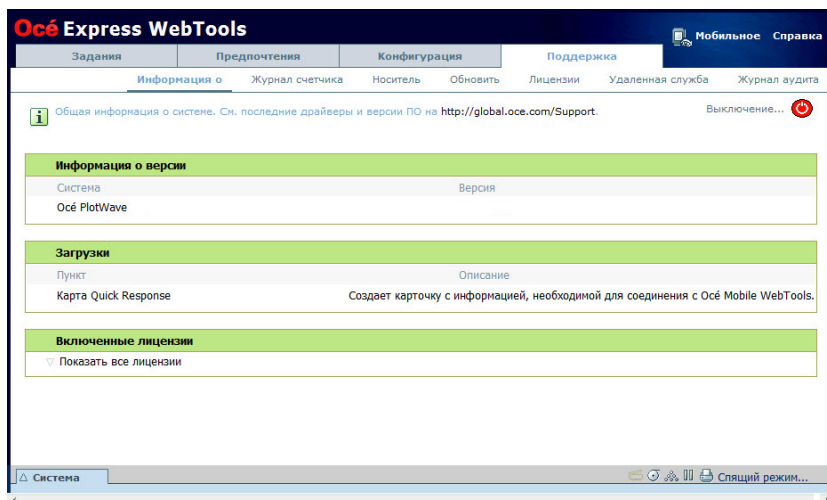 Océ Express WebTools
Мобильное Справка
Задания Предпочтения Конфигурация Поддержка
Информация о Журнал счетчика Носитель Обновить Лицензии Удаленная служба Журнал аудита
Общая информация о системе. См. последние драйверы и версии ПО на http://global.oce.com/Support.
Выключение...
Информация о версии
Система Версия
Océ PlotWave
Загрузки
Пункт Описание
Карта Quick Response Создает карточку с информацией, необходимой для соединения с Océ Mobile WebTools.
Включенные лицензии
Показать все лицензии
Система Спящий режим...